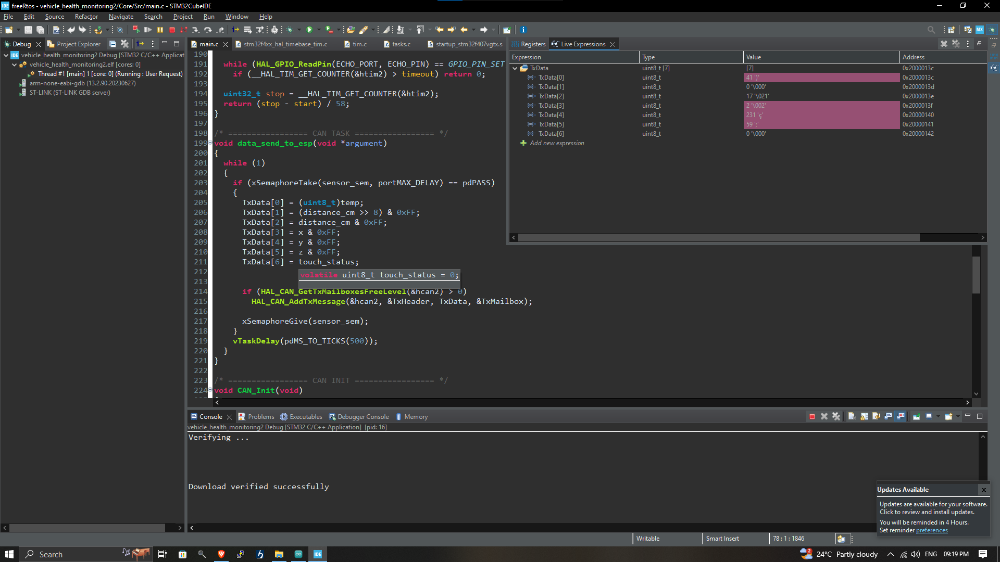 freeRtos - vehicle_health_monitoring2/Core/Src/main.c - STM32CubeIDE
File Edit Source Refactor Navigate Search Project Run Window Help
Debug Project Explorer
vehicle_health_monitoring2 Debug [STM32 C/C++ Applicat
vehicle_health_monitoring2.elf [cores: 0]
Thread #1 [main] 1 [core: 0] (Running : User Request)
arm-none-eabi-gdb (13.2.90.20230627)
ST-LINK (ST-LINK GDB server)
main.c stm32f4xx_hal_timebase_tim.c tim.c tasks.c startup_stm32f407vgtx.s
190
191 while (HAL_GPIO_ReadPin(ECHO_PORT, ECHO_PIN) == GPIO_PIN_SET)
192 if (__HAL_TIM_GET_COUNTER(&htim2) > timeout) return 0;
193
194 uint32_t stop = __HAL_TIM_GET_COUNTER(&htim2);
195 return (stop - start) / 58;
196 }
197
198 /* ================= CAN TASK ================= */
199 void data_send_to_esp(void *argument)
200 {
201 while (1)
202 {
203 if (xSemaphoreTake(sensor_sem, portMAX_DELAY) == pdPASS)
204 {
205 TxData[0] = (uint8_t)temp;
206 TxData[1] = (distance_cm >> 8) & 0xFF;
207 TxData[2] = distance_cm & 0xFF;
208 TxData[3] = x & 0xFF;
209 TxData[4] = y & 0xFF;
210 TxData[5] = z & 0xFF;
211 TxData[6] = touch_status;
212
volatile uint8_t touch_status = 0;
213
214 if (HAL_CAN_GetTxMailboxesFreeLevel(&hcan2) > 0)
215 HAL_CAN_AddTxMessage(&hcan2, &TxHeader, TxData, &TxMailbox);
216
217 xSemaphoreGive(sensor_sem);
218 }
219 vTaskDelay(pdMS_TO_TICKS(500));
220 }
221 }
222
223 /* ================= CAN INIT ================= */
224 void CAN_Init(void)
Registers Live Expressions
Expression Type Value Address
TxData uint8_t [7] [7] 0x2000013c
TxData[0] uint8_t 41 ')' 0x2000013c
TxData[1] uint8_t 0 '\000' 0x2000013d
TxData[2] uint8_t 17 '\021' 0x2000013e
TxData[3] uint8_t 2 '\002' 0x2000013f
TxData[4] uint8_t 231 'ç' 0x20000140
TxData[5] uint8_t 59 ';' 0x20000141
TxData[6] uint8_t 0 '\000' 0x20000142
Add new expression
Console Problems Executables Debugger Console Memory
vehicle_health_monitoring2 Debug [STM32 C/C++ Application] [pid: 16]
Verifying ...
Download verified successfully
Updates Available
Updates are available for your software.
Click to review and install updates.
You will be reminded in 4 Hours.
Set reminder preferences
Writable Smart Insert 78 : 1 : 1846
Search 24°C Partly cloudy ENG 09:19 PM